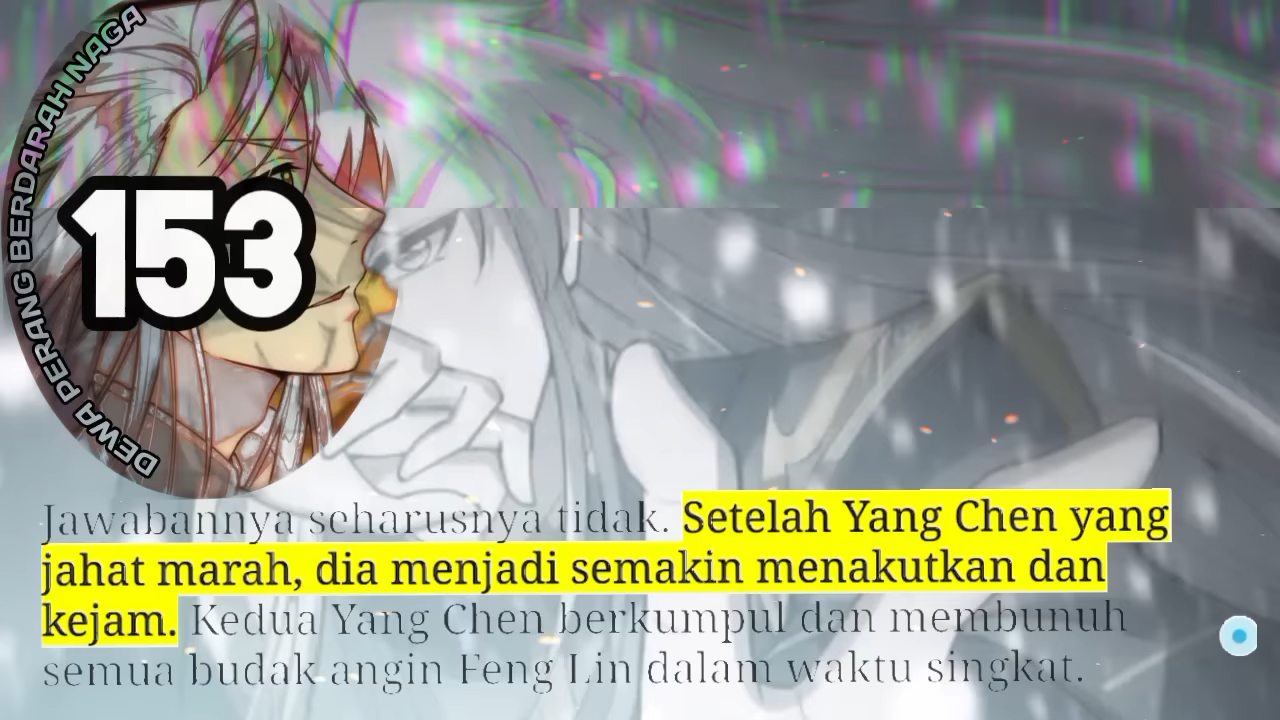 DEWA PERANG BERDARAH NAGA
153
Jawabannya seharusnya tidak. Setelah Yang Chen yang
jahat marah, dia menjadi semakin menakutkan dan
kejam. Kedua Yang Chen berkumpul dan membunuh
semua budak angin Feng Lin dalam waktu singkat.